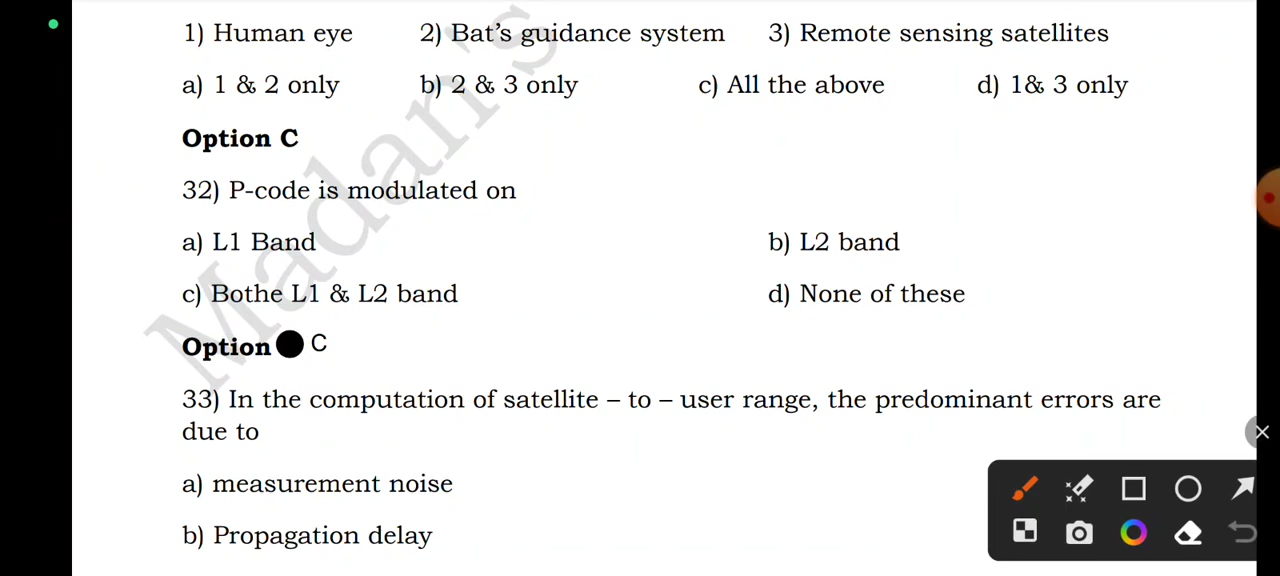 1) Human eye 2) Bat's guidance system 3) Remote sensing satellites
a) 1 & 2 only b) 2 & 3 only c) All the above d) 1& 3 only
Option C
32) P-code is modulated on
a) L1 Band b) L2 band
c) Bothe L1 & L2 band d) None of these
Option C
33) In the computation of satellite – to – user range, the predominant errors are
due to
a) measurement noise
b) Propagation delay
Madan's